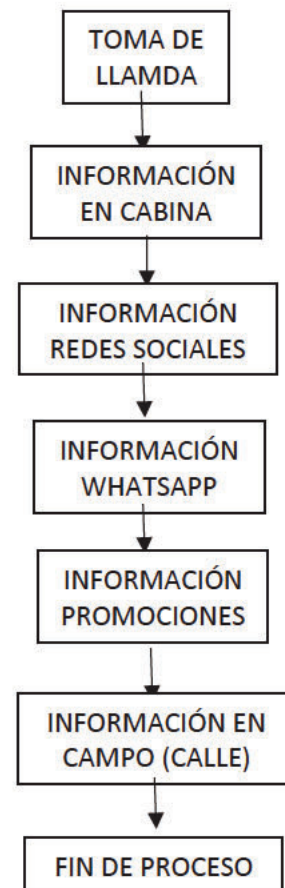 TOMA DE
LLAMDA
INFORMACIÓN
EN CABINA
INFORMACIÓN
REDES SOCIALES
INFORMACIÓN
WHATSAPP
INFORMACIÓN
PROMOCIONES
INFORMACIÓN EN
CAMPO (CALLE)
FIN DE PROCESO